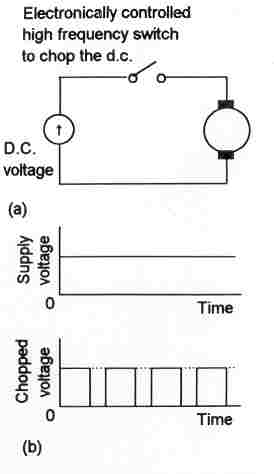 Electronically controlled
high frequency switch
to chop the d.c.
D.C.
voltage
(a)
Supply
voltage
0
Time
Chopped
voltage
0
Time
(b)